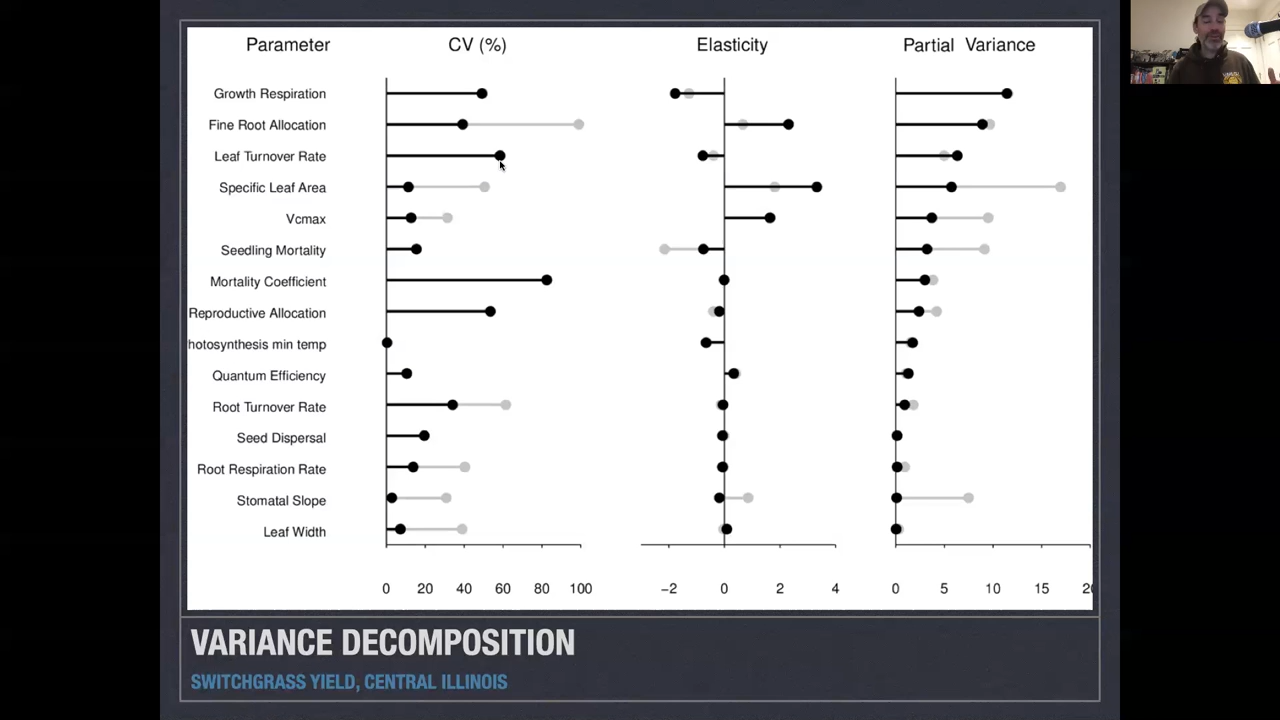 Parameter CV (%) Elasticity Partial Variance
Growth Respiration
Fine Root Allocation
Leaf Turnover Rate
Specific Leaf Area
Vcmax
Seedling Mortality
Mortality Coefficient
Reproductive Allocation
hotosynthesis min temp
Quantum Efficiency
Root Turnover Rate
Seed Dispersal
Root Respiration Rate
Stomatal Slope
Leaf Width
0 20 40 60 80 100 −2 0 2 4 0 5 10 15 20
VARIANCE DECOMPOSITION
SWITCHGRASS YIELD, CENTRAL ILLINOIS